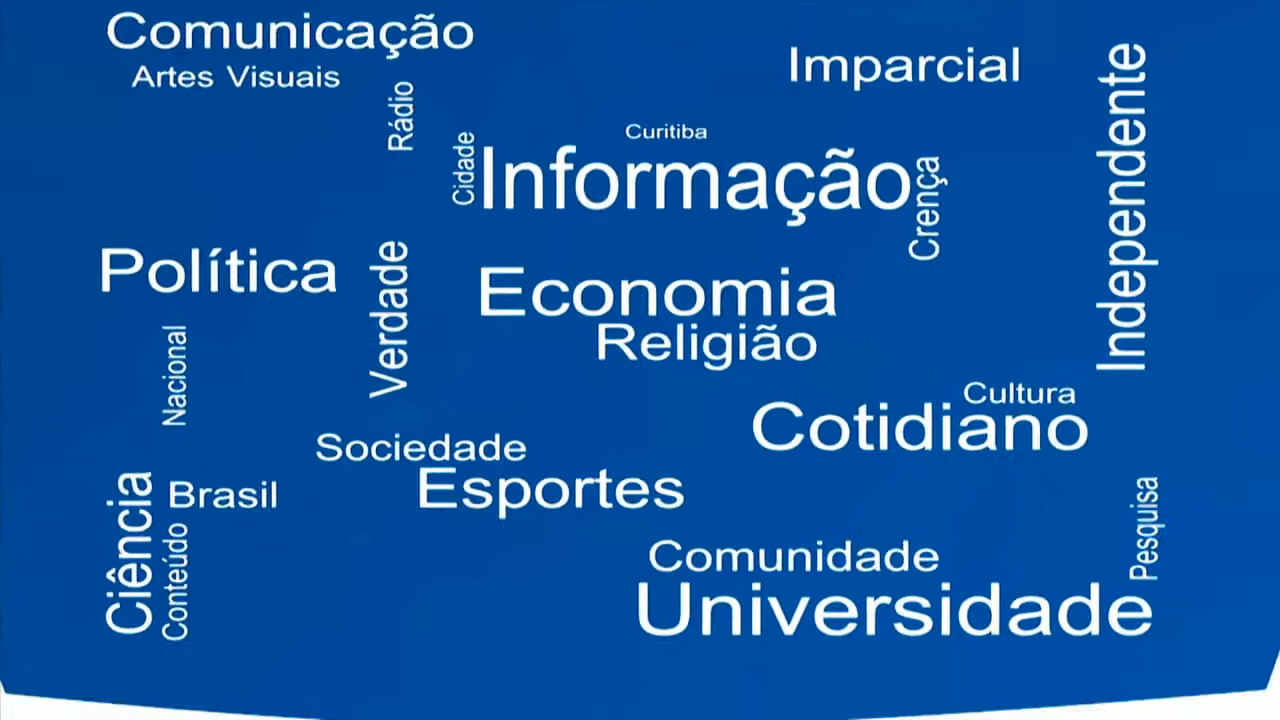 Comunicação
Artes Visuais
Imparcial
Independente
Rádio
Curitiba
Cidade
Informação
Crença
Política
Verdade
Economia
Religião
Nacional
Cultura
Cotidiano
Sociedade
Esportes
Ciência
Brasil
Conteúdo
Pesquisa
Comunidade
Universidade